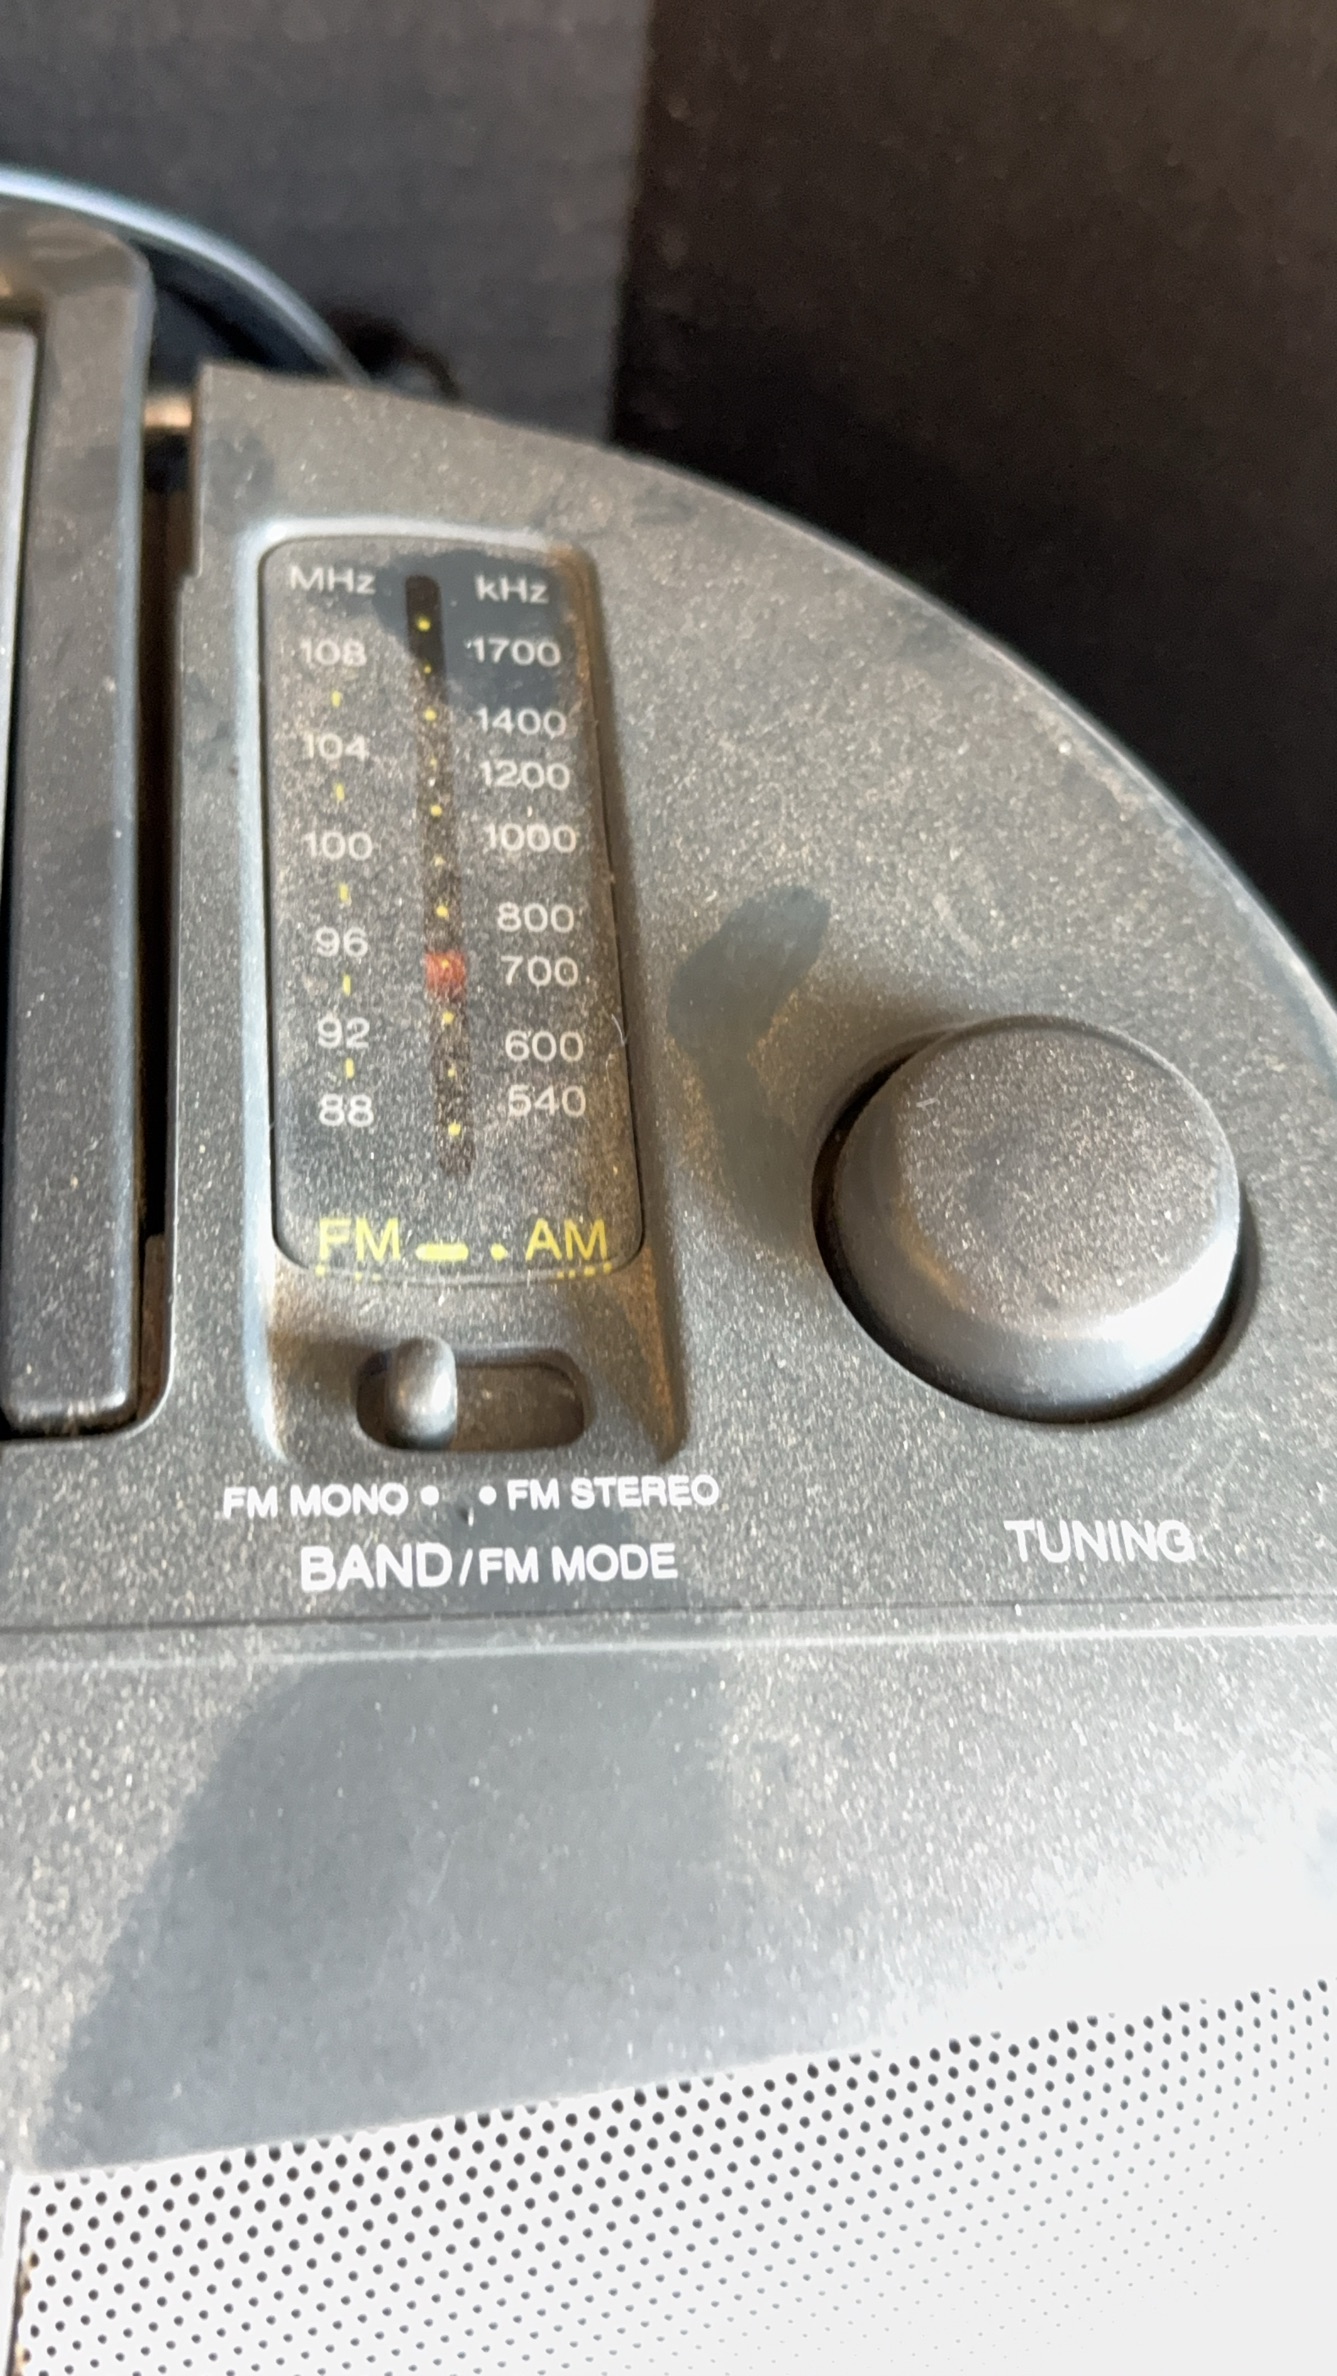 MHz kHz
108 1700
1400
104
1200
100 1000
800
96
700
92
600
88 540
FM AM
FM MONO • • FM STEREO
BAND/FM MODE
TUNING